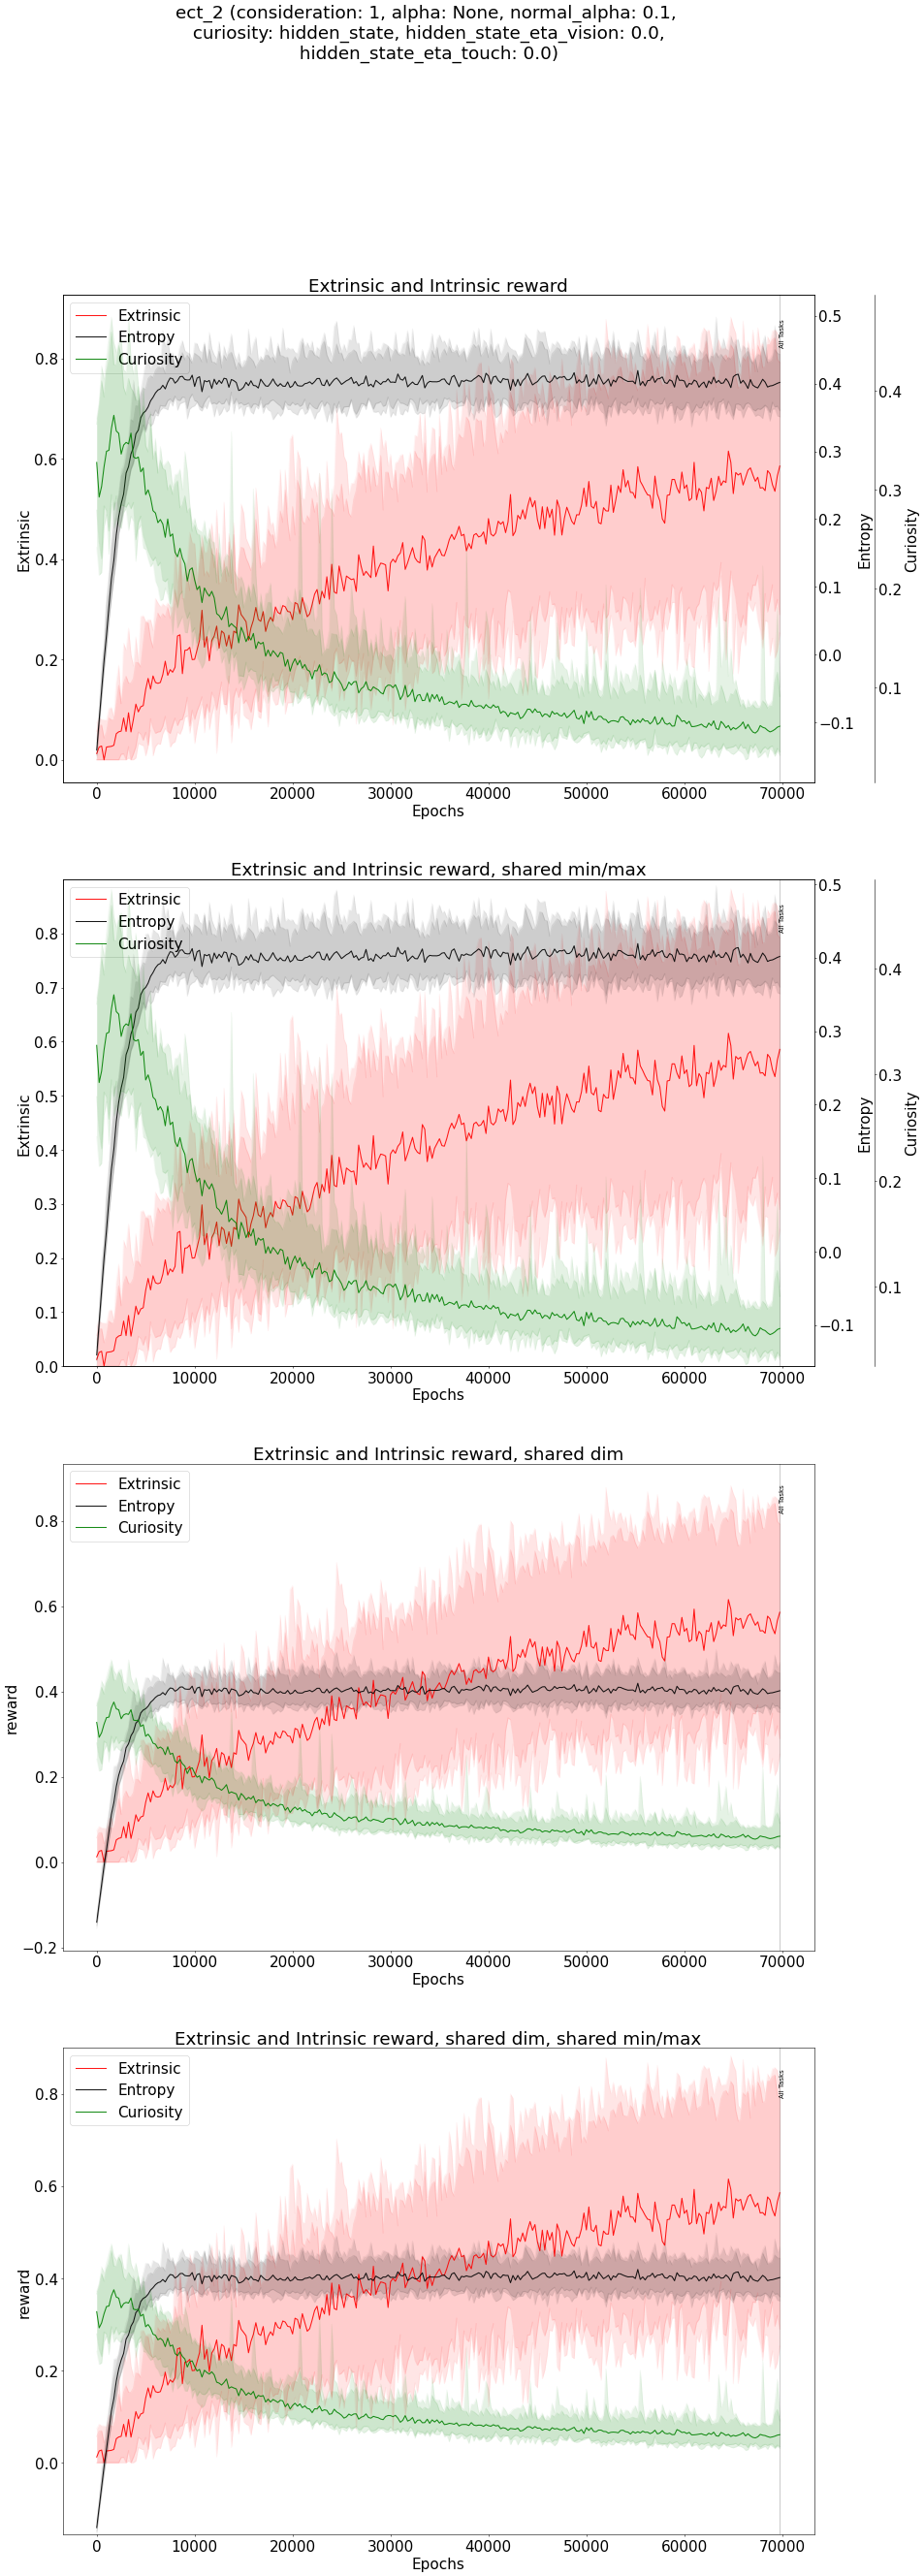 ect_2 (consideration: 1, alpha: None, normal_alpha: 0.1,
curiosity: hidden_state, hidden_state_eta_vision: 0.0,
hidden_state_eta_touch: 0.0)
Extrinsic and Intrinsic reward
Extrinsic
Entropy
Curiosity
All Tasks
0.8
0.6
0.4
0.2
0.0
Extrinsic
0.5
0.4
0.3
0.2
0.1
0.0
−0.1
Entropy
0.4
0.3
0.2
0.1
Curiosity
0 10000 20000 30000 40000 50000 60000 70000
Epochs
Extrinsic and Intrinsic reward, shared min/max
Extrinsic
Entropy
Curiosity
All Tasks
0.8
0.7
0.6
0.5
0.4
0.3
0.2
0.1
0.0
Extrinsic
0.5
0.4
0.3
0.2
0.1
0.0
−0.1
Entropy
0.4
0.3
0.2
0.1
Curiosity
0 10000 20000 30000 40000 50000 60000 70000
Epochs
Extrinsic and Intrinsic reward, shared dim
Extrinsic
Entropy
Curiosity
All Tasks
0.8
0.6
0.4
0.2
0.0
−0.2
reward
0 10000 20000 30000 40000 50000 60000 70000
Epochs
Extrinsic and Intrinsic reward, shared dim, shared min/max
Extrinsic
Entropy
Curiosity
All Tasks
0.8
0.6
0.4
0.2
0.0
reward
0 10000 20000 30000 40000 50000 60000 70000
Epochs